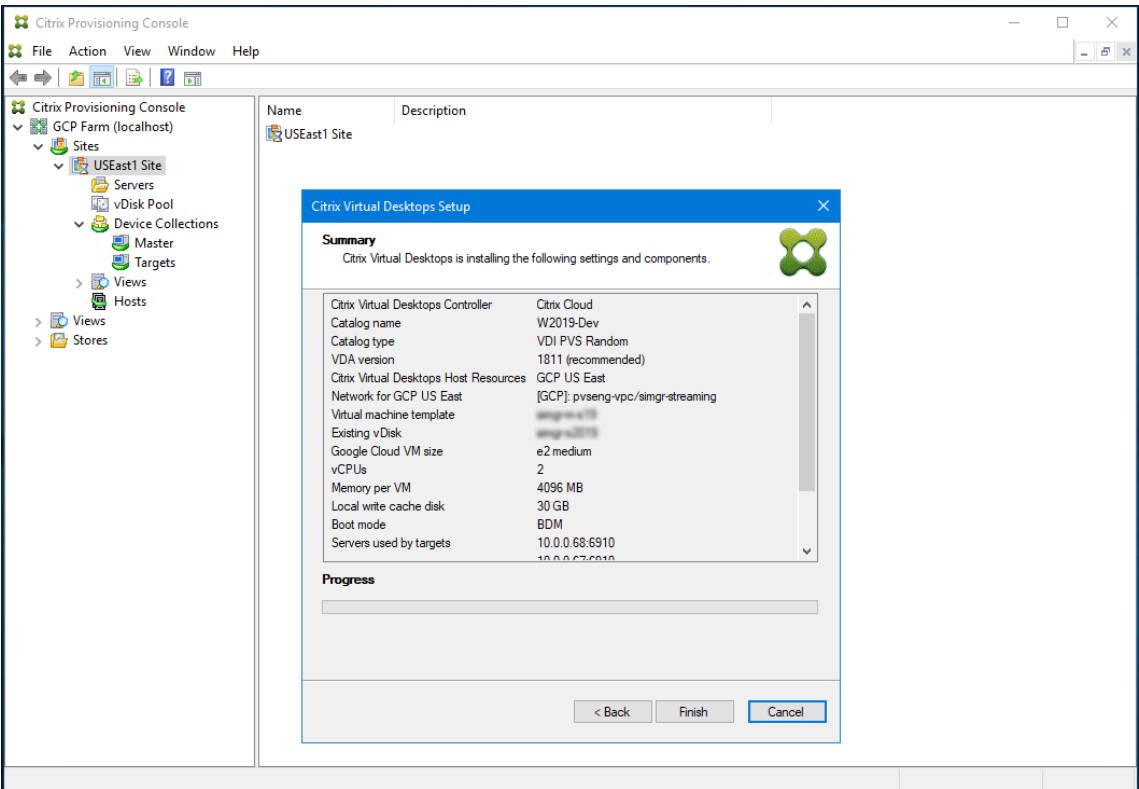 Citrix Provisioning Console
File Action View Window Help
Citrix Provisioning Console
GCP Farm (localhost)
Sites
USEast1 Site
Servers
vDisk Pool
Device Collections
Master
Targets
Views
Hosts
Views
Stores
Name Description
USEast1 Site
Citrix Virtual Desktops Setup
Summary
Citrix Virtual Desktops is installing the following settings and components.
Citrix Virtual Desktops Controller Citrix Cloud
Catalog name W2019-Dev
Catalog type VDI PVS Random
VDA version 1811 (recommended)
Citrix Virtual Desktops Host Resources GCP US East
Network for GCP US East [GCP]: pvseng-vpc/simgr-streaming
Virtual machine template
Existing vDisk
Google Cloud VM size e2 medium
vCPUs 2
Memory per VM 4096 MB
Local write cache disk 30 GB
Boot mode BDM
Servers used by targets 10.0.0.68:6910
10.0.0.67:6910
Progress
< Back Finish Cancel